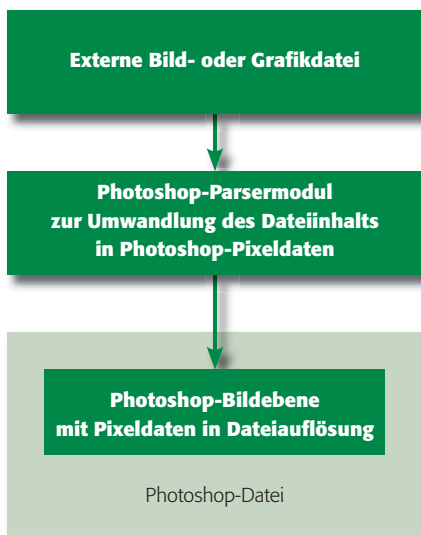 Externe Bild- oder Grafikdatei
Photoshop-Parsermodul
zur Umwandlung des Dateiinhalts
in Photoshop-Pixeldaten
Photoshop-Bildebene
mit Pixeldaten in Dateiauflösung
Photoshop-Datei